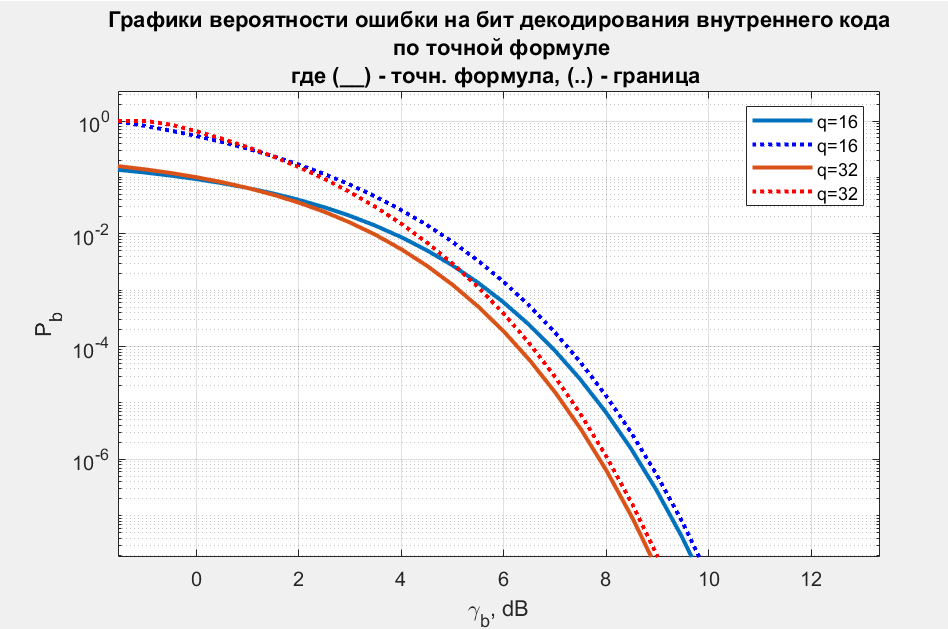 Графики вероятности ошибки на бит декодирования внутреннего кода
по точной формуле
где (__) - точн. формула, (..) - граница
q=16
q=16
q=32
q=32
10^0
10^-2
10^-4
10^-6
P_b
0 2 4 6 8 10 12
γ_b, dB